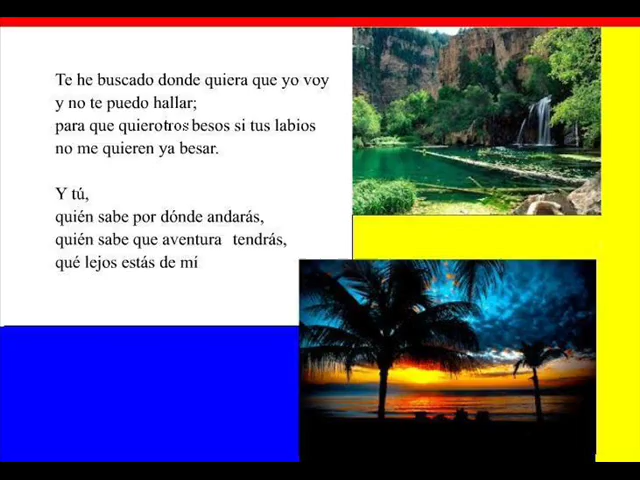 Te he buscado donde quiera que yo voy
y no te puedo hallar;
para que quierotros besos si tus labios
no me quieren ya besar.
Y tú,
quién sabe por dónde andarás,
quién sabe que aventura tendrás,
qué lejos estás de mí